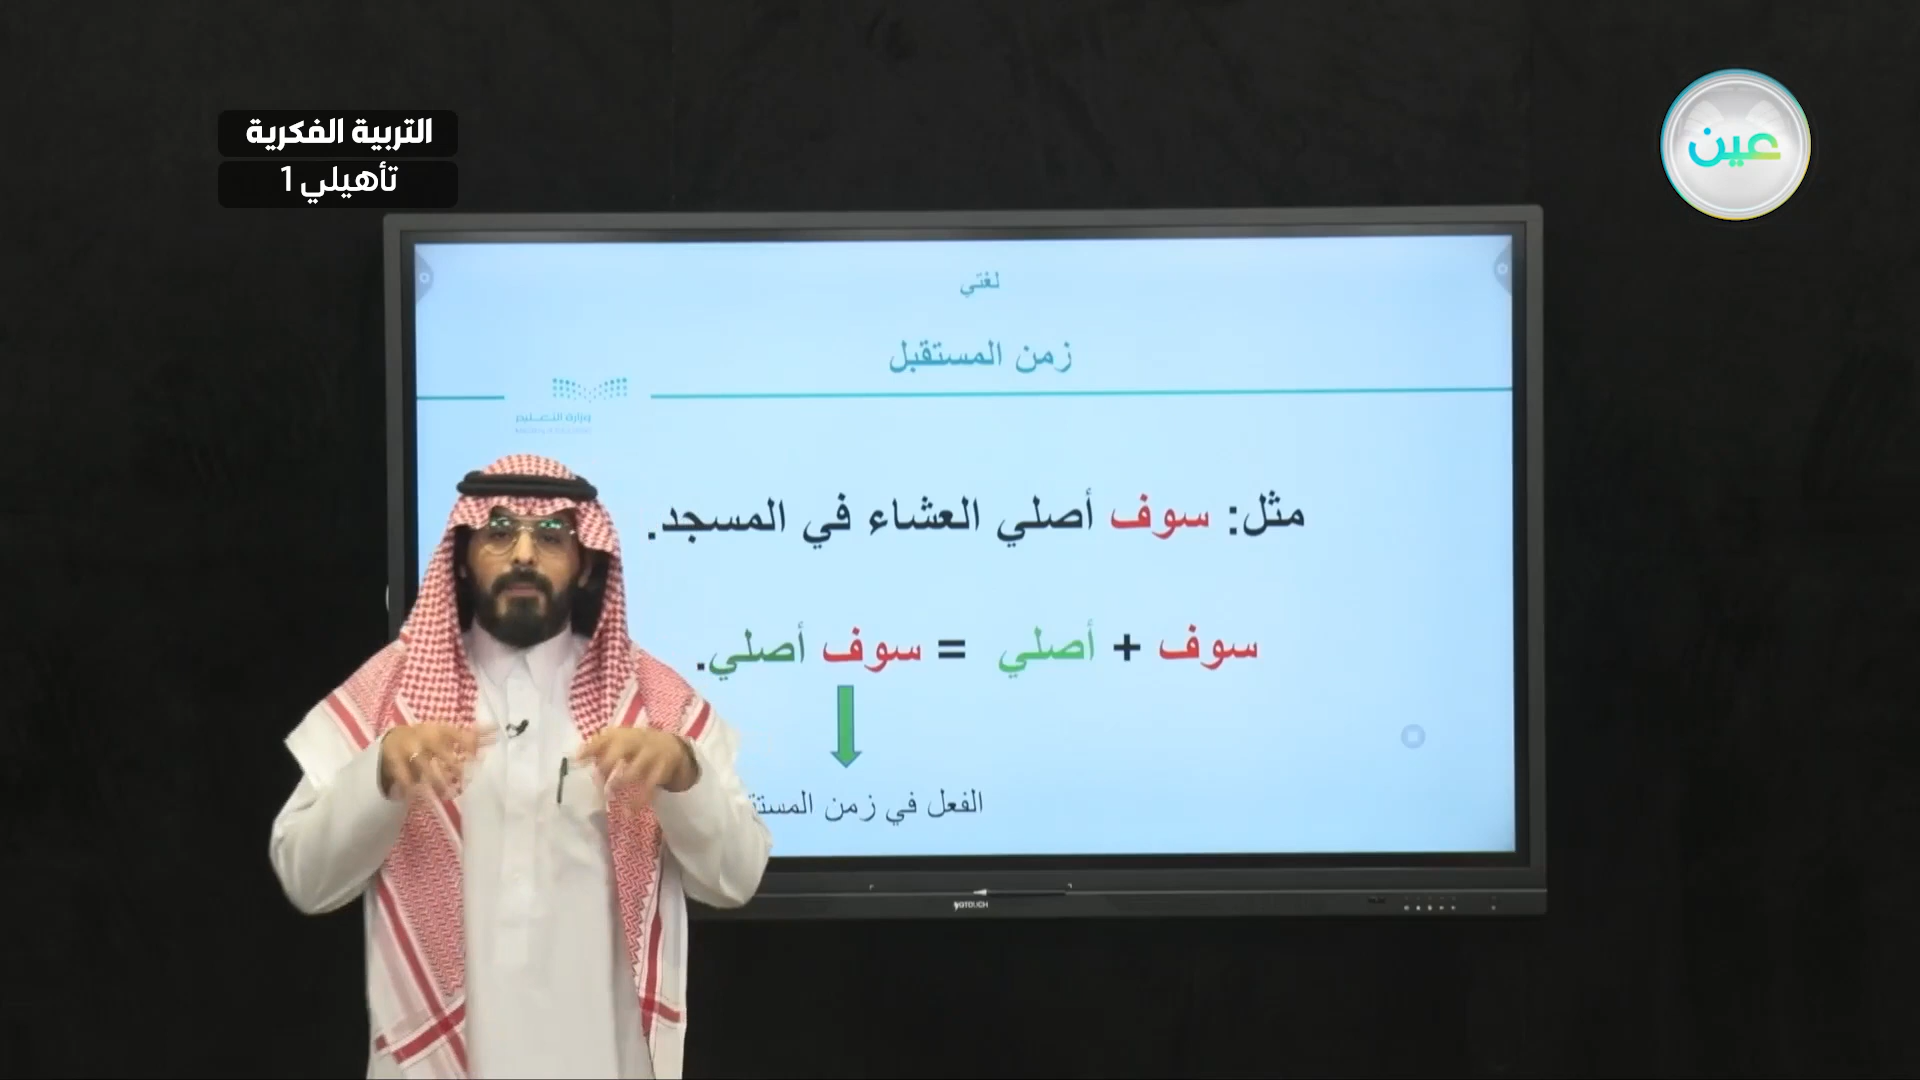 التربية الفكرية
تأهيلي 1
عين
لغتي
زمن المستقبل
وزارة التعليم
مثل: سوف أصلي العشاء في المسجد.
سوف + أصلي = سوف أصلي.
الفعل في زمن
YOTOUCH